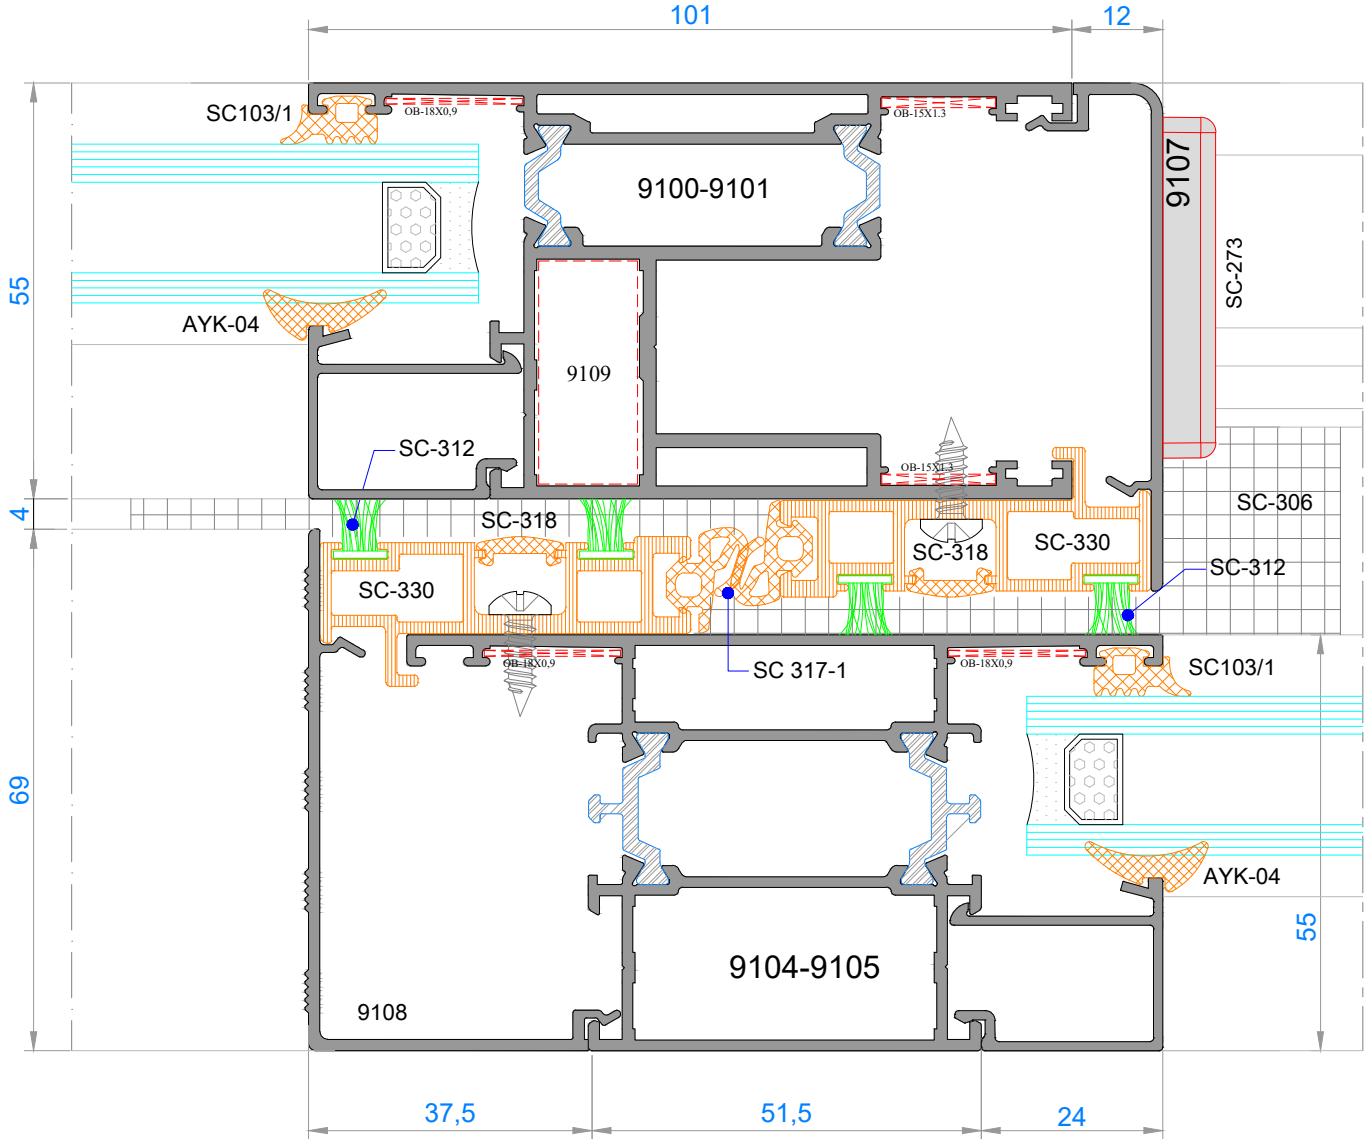 101
12
SC103/1
OB-18X0,9
OB-15X1.3
9107
9100-9101
SC-273
55
AYK-04
9109
SC-312
OB-15X1.3
4
SC-318
SC-306
SC-318
SC-330
SC-330
SC-312
OB-18X0,9
SC 317-1
OB-18X0,9
SC103/1
69
AYK-04
55
9104-9105
9108
37,5
51,5
24